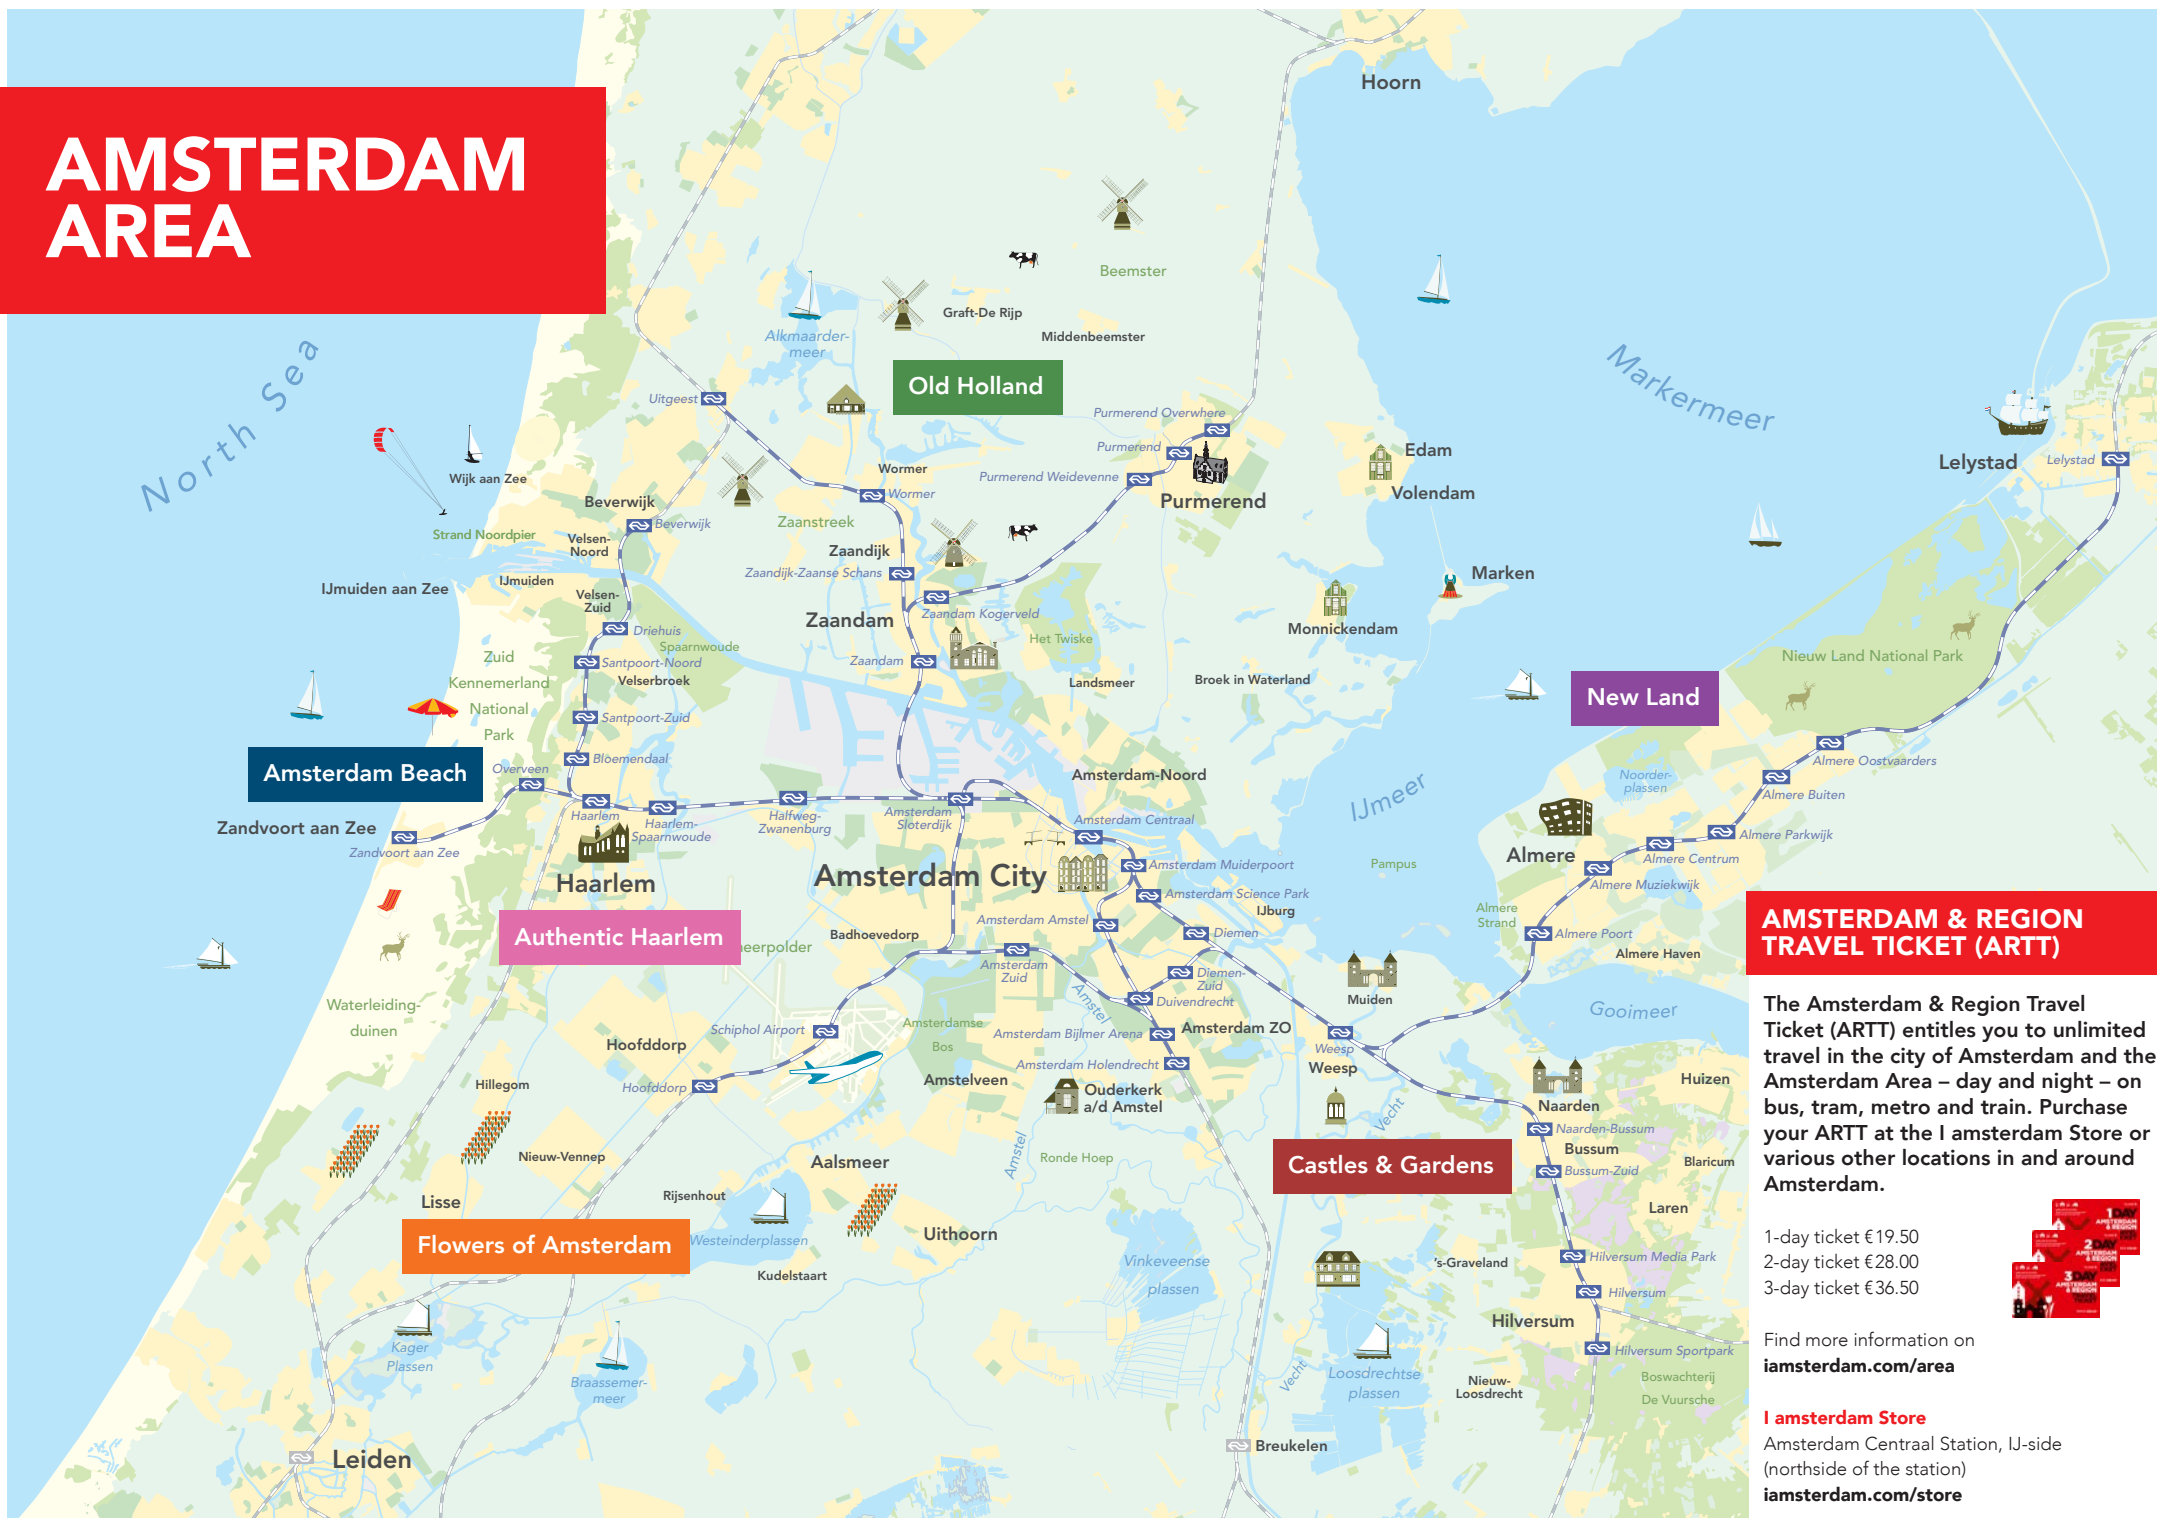 AMSTERDAM
AREA
Hoorn
North Sea
Markermeer
Beemster
Graft-De Rijp
Middenbeemster
Alkmaarder-
meer
Old Holland
Uitgeest
Purmerend Overwhere
Purmerend
Purmerend Weidevenne
Purmerend
Edam
Volendam
Lelystad
Lelystad
Wormer
Wormer
Wijk aan Zee
Beverwijk
Beverwijk
Strand Noordpier
Velsen-
Noord
Zaanstreek
Zaandijk
Zaandijk-Zaanse Schans
IJmuiden aan Zee
IJmuiden
Velsen-
Zuid
Marken
Zaandam Kogerveld
Zaandam
Zaandam
Driehuis
Spaarnwoude
Het Twiske
Monnickendam
Zuid
Kennemerland
National
Park
Santpoort-Noord
Velserbroek
Landsmeer
Broek in Waterland
Nieuw Land National Park
New Land
Santpoort-Zuid
Bloemendaal
Amsterdam Beach
Overveen
Amsterdam-Noord
Noorder-
plassen
Almere Oostvaarders
Almere Buiten
Almere Parkwijk
Almere Centrum
Almere Muziekwijk
Almere
IJmeer
Zandvoort aan Zee
Zandvoort aan Zee
Haarlem
Haarlem-
Spaarnwoude
Halfweg-
Zwanenburg
Amsterdam
Sloterdijk
Amsterdam Centraal
Haarlem
Amsterdam City
Amsterdam Muiderpoort
Amsterdam Science Park
Pampus
IJburg
Authentic Haarlem
neerpolder
Badhoevedorp
Amsterdam Amstel
Diemen
Almere
Strand
Almere Poort
Almere Haven
Amsterdam
Zuid
Diemen-
Zuid
Duivendrecht
Amstel
Muiden
Gooimeer
Waterleiding-
duinen
Schiphol Airport
Amsterdamse
Bos
Amsterdam Bijlmer Arena
Amsterdam ZO
Amsterdam Holendrecht
Weesp
Weesp
Hoofddorp
Hoofddorp
Hillegom
Amstelveen
Ouderkerk
a/d Amstel
Vecht
Naarden
Naarden-Bussum
Bussum
Bussum-Zuid
Huizen
Blaricum
Laren
Castles & Gardens
Nieuw-Vennep
Aalsmeer
Amstel
Ronde Hoep
Lisse
Rijsenhout
Flowers of Amsterdam
Westeinderplassen
Uithoorn
Kudelstaart
Vinkeveense
plassen
's-Graveland
Hilversum Media Park
Hilversum
Hilversum
Hilversum Sportpark
Kager
Plassen
Braassemer-
meer
Vecht
Loosdrechtse
plassen
Nieuw-
Loosdrecht
Boswachterij
De Vuursche
Leiden
Breukelen
AMSTERDAM & REGION
TRAVEL TICKET (ARTT)
The Amsterdam & Region Travel
Ticket (ARTT) entitles you to unlimited
travel in the city of Amsterdam and the
Amsterdam Area – day and night – on
bus, tram, metro and train. Purchase
your ARTT at the I amsterdam Store or
various other locations in and around
Amsterdam.
1-day ticket € 19.50
2-day ticket € 28.00
3-day ticket € 36.50
1DAY
AMSTERDAM
& REGION
2DAY
AMSTERDAM
& REGION
3DAY
AMSTERDAM
& REGION
Find more information on
iamsterdam.com/area
I amsterdam Store
Amsterdam Centraal Station, IJ-side
(northside of the station)
iamsterdam.com/store